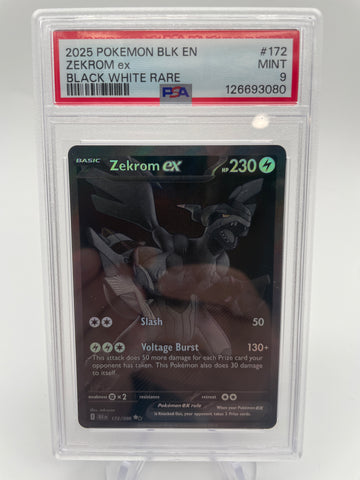 2025 POKEMON BLK EN #172
ZEKROM ex MINT
BLACK WHITE RARE 9
PSA 126693080
BASIC Zekrom ex HP 230
Slash 50
Voltage Burst 130+
This attack does 50 more damage for each Prize card your
opponent has taken. This Pokémon also does 30 damage to
itself.
weakness ×2 resistance retreat
Pokémon ex rule
When your Pokémon ex
is Knocked Out, your opponent takes 2 Prize cards.
172/086